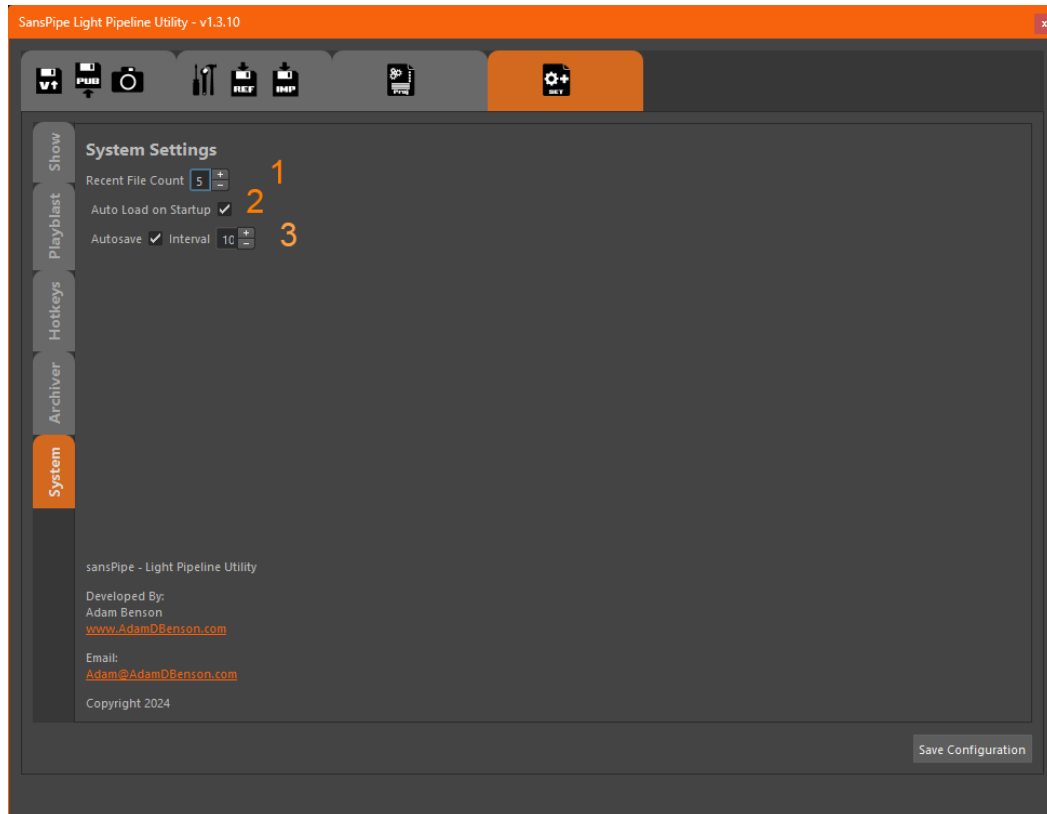 SansPipe Light Pipeline Utility - v1.3.10
x
V↑ PUB REF IMP Proj SET
Show
Playblast
Hotkeys
Archiver
System
System Settings
Recent File Count 5 + - 1
Auto Load on Startup 2
Autosave Interval 10 + - 3
sansPipe - Light Pipeline Utility
Developed By:
Adam Benson
www.AdamDBenson.com
Email:
Adam@AdamDBenson.com
Copyright 2024
Save Configuration